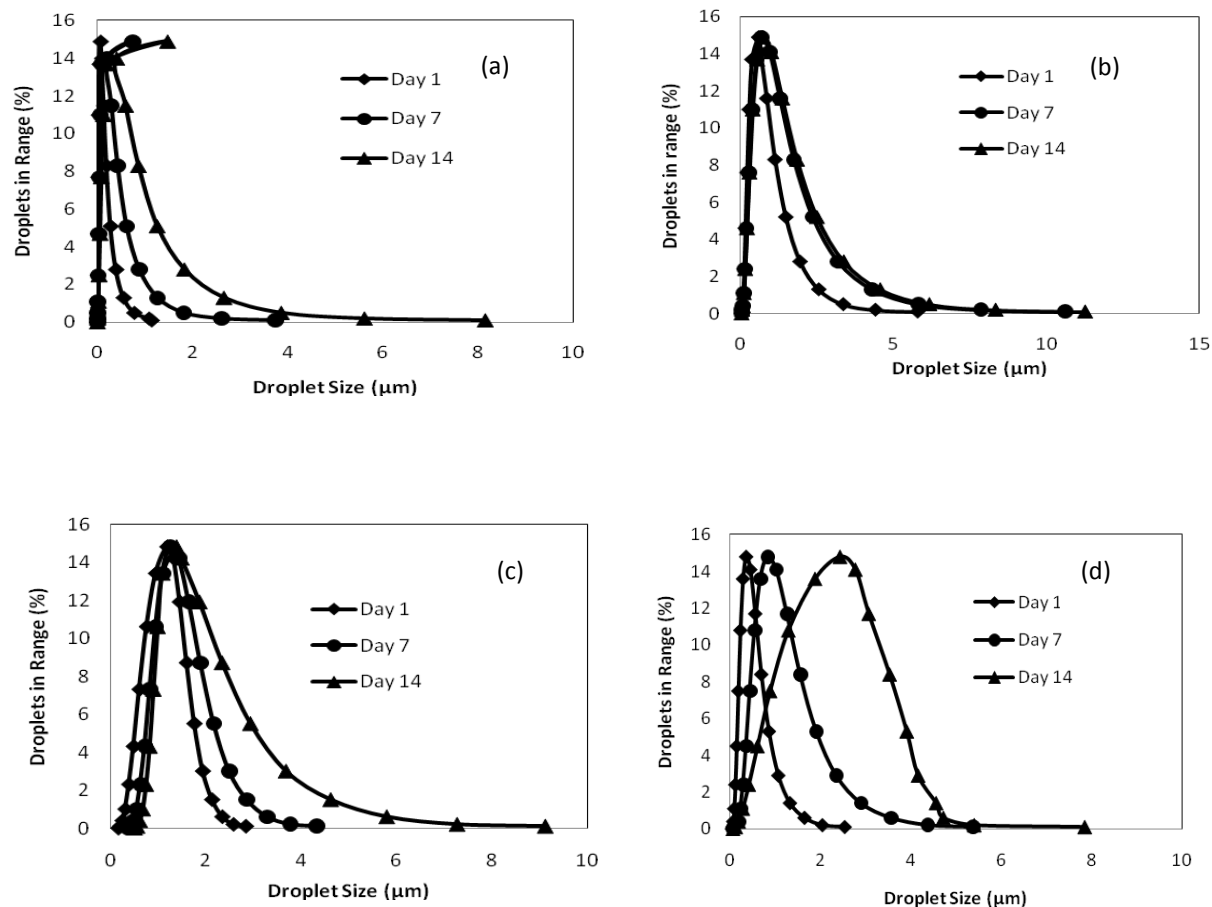 16
14
12
10
8
6
4
2
0
Droplets in Range (%)
(a)
Day 1
Day 7
Day 14
0 2 4 6 8 10
Droplet Size (µm)
16
14
12
10
8
6
4
2
0
Droplets in range (%)
(b)
Day 1
Day 7
Day 14
0 5 10 15
Droplet Size (µm)
16
14
12
10
8
6
4
2
0
Droplets in Range (%)
(c)
Day 1
Day 7
Day 14
0 2 4 6 8 10
Droplet Size (µm)
16
14
12
10
8
6
4
2
0
Droplets in Range (%)
(d)
Day 1
Day 7
Day 14
0 2 4 6 8 10
Droplet Size (µm)